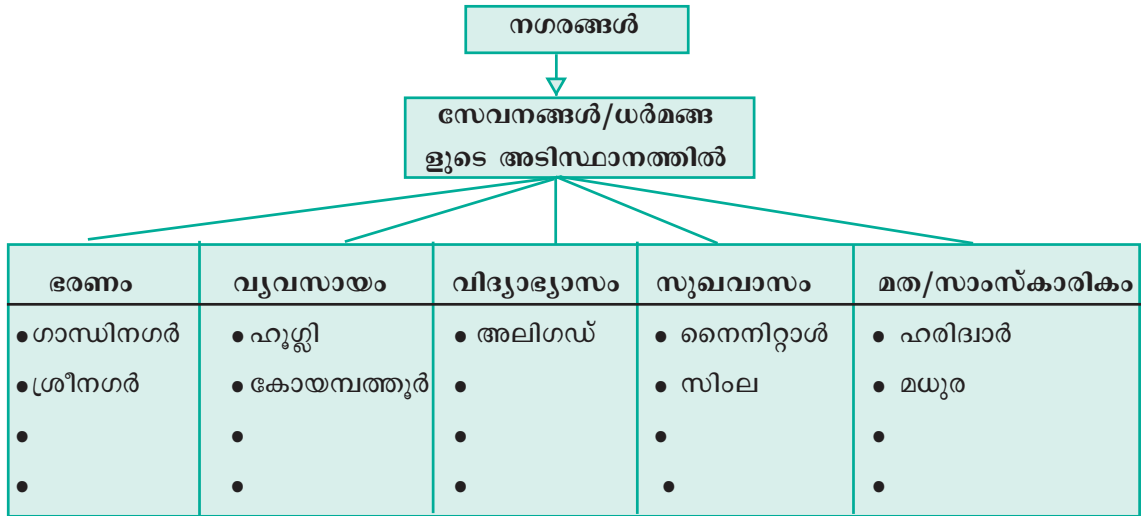 നഗരങ്ങൾ
സേവനങ്ങൾ/ധർമങ്ങ
ളുടെ അടിസ്ഥാനത്തിൽ
ഭരണം വ്യവസായം വിദ്യാഭ്യാസം സുഖവാസം മത/സാംസ്കാരികം
• ഗാന്ധിനഗർ • ഹൂഗ്ലി • അലിഗഡ് • നൈനിറ്റാൾ • ഹരിദ്വാർ
• ശ്രീനഗർ • കോയമ്പത്തൂർ • • സിംല • മധുര
• • • • •
• • • • •